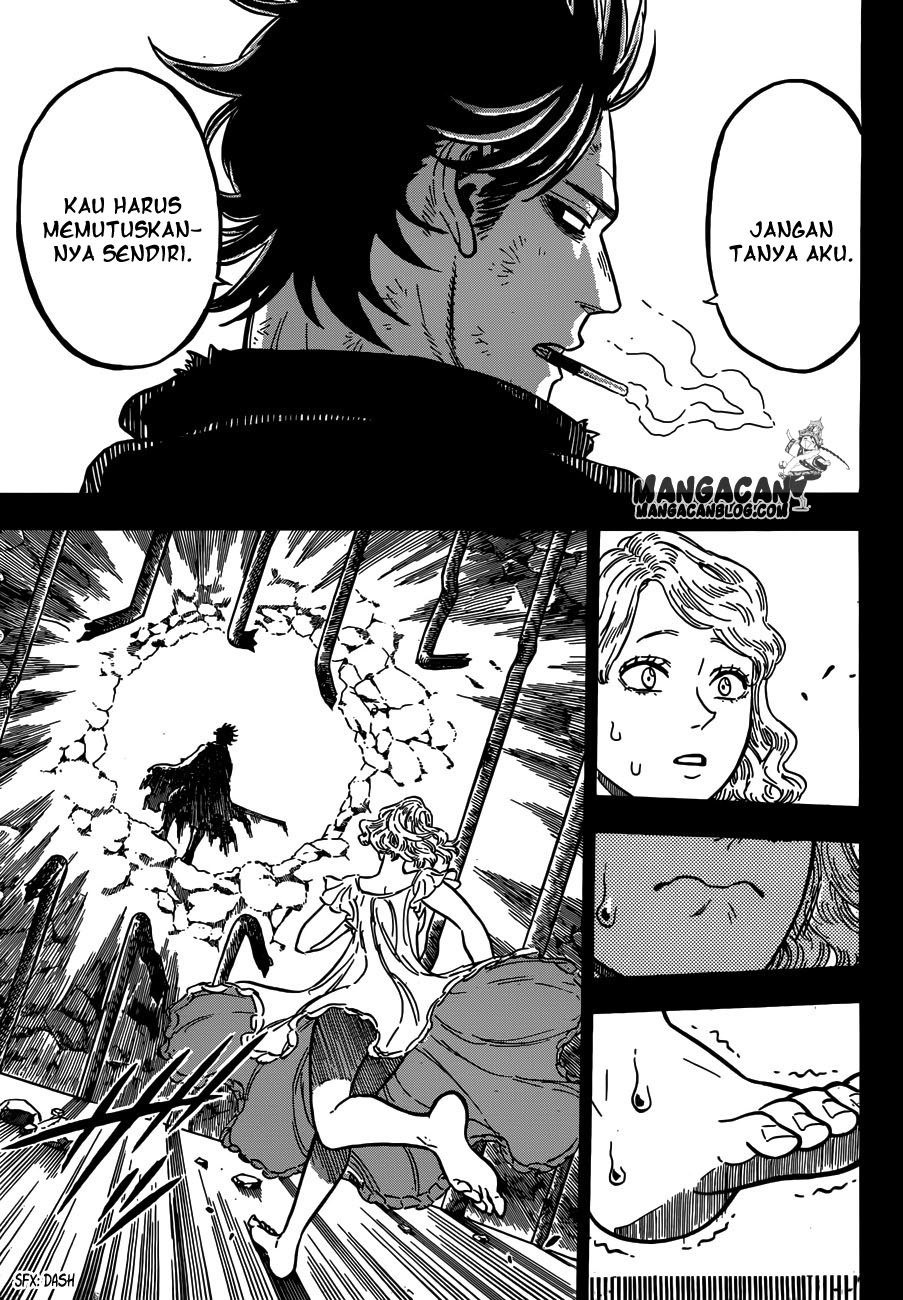 JANGAN
TANYA AKU.
KAU HARUS
MEMUTUSKAN-
NYA SENDIRI.
MANGACAN
MANGACANBLOG.COM
SFX: DASH